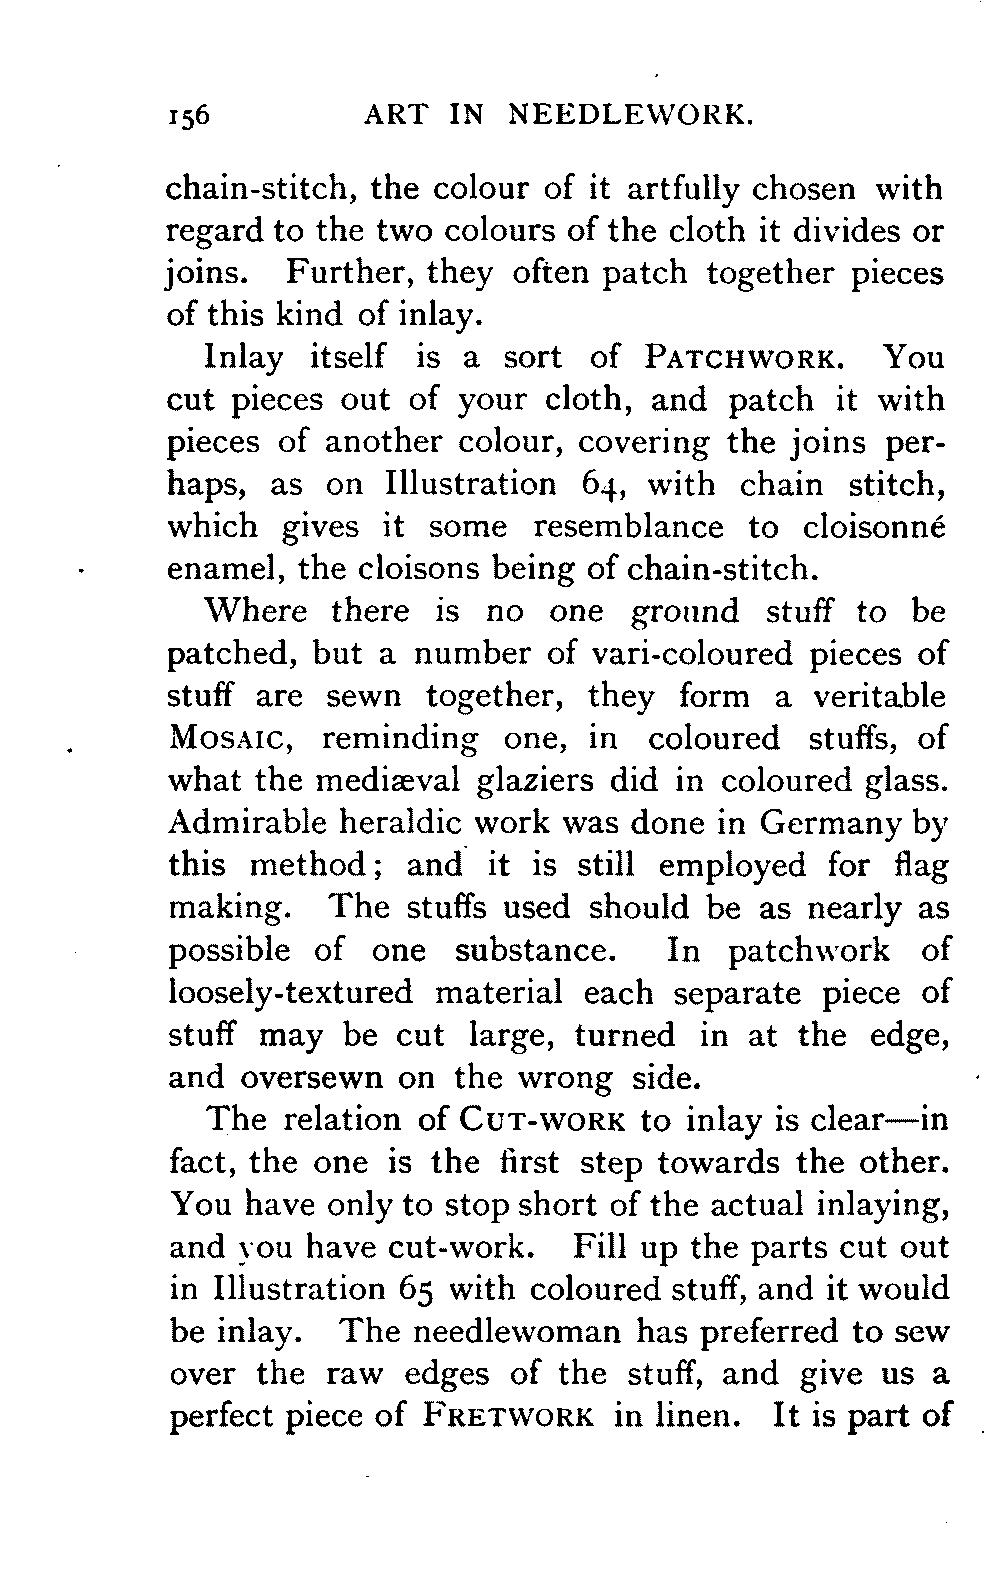 156 ART IN NEEDLEWORK.
chain-stitch, the colour of it artfully chosen with
regard to the two colours of the cloth it divides or
joins. Further, they often patch together pieces
of this kind of inlay.
Inlay itself is a sort of PATCHWORK. You
cut pieces out of your cloth, and patch it with
pieces of another colour, covering the joins per-
haps, as on Illustration 64, with chain stitch,
which gives it some resemblance to cloisonné
enamel, the cloisons being of chain-stitch.
Where there is no one ground stuff to be
patched, but a number of vari-coloured pieces of
stuff are sewn together, they form a veritable
MOSAIC, reminding one, in coloured stuffs, of
what the mediæval glaziers did in coloured glass.
Admirable heraldic work was done in Germany by
this method; and it is still employed for flag
making. The stuffs used should be as nearly as
possible of one substance. In patchwork of
loosely-textured material each separate piece of
stuff may be cut large, turned in at the edge,
and oversewn on the wrong side.
The relation of CUT-WORK to inlay is clear—in
fact, the one is the first step towards the other.
You have only to stop short of the actual inlaying,
and you have cut-work. Fill up the parts cut out
in Illustration 65 with coloured stuff, and it would
be inlay. The needlewoman has preferred to sew
over the raw edges of the stuff, and give us a
perfect piece of FRETWORK in linen. It is part of